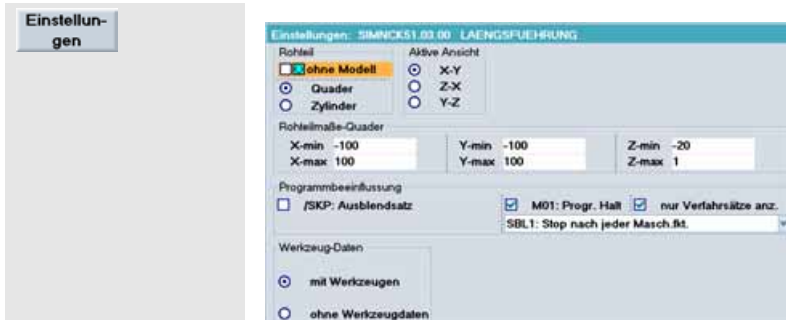 Einstellun-
gen
Einstellungen: SIMNCK51.03.00 LAENGSFUEHRUNG
Rohteil
Aktive Ansicht
ohne Modell
X-Y
Quader
Z-X
Zylinder
Y-Z
Rohteilmaße-Quader
X-min -100 Y-min -100 Z-min -20
X-max 100 Y-max 100 Z-max 1
Programmbeeinflussung
/SKP: Ausblendsatz M01: Progr. Halt nur Verfahrsätze anz.
SBL1: Stop nach jeder Masch.fkt.
Werkzeug-Daten
mit Werkzeugen
ohne Werkzeugdaten